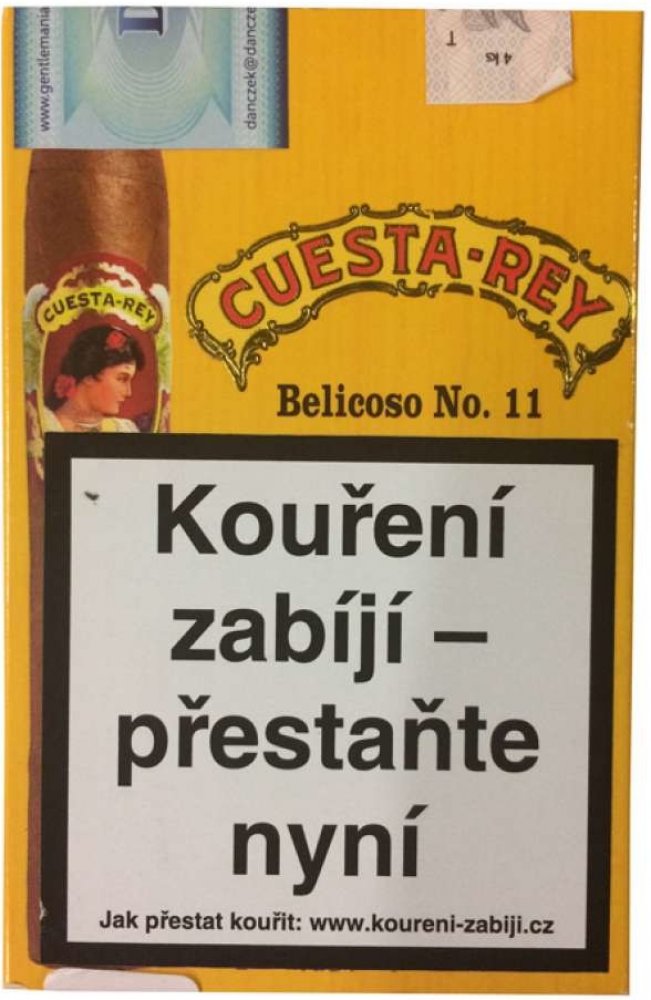 www.gentlemania
D
danczek@dancze
T
4 ks
CUESTA-REY
CUESTA-REY
Belicoso No. 11
Kouření
zabíjí –
přestaňte
nyní
Jak přestat kouřit: www.koureni-zabiji.cz